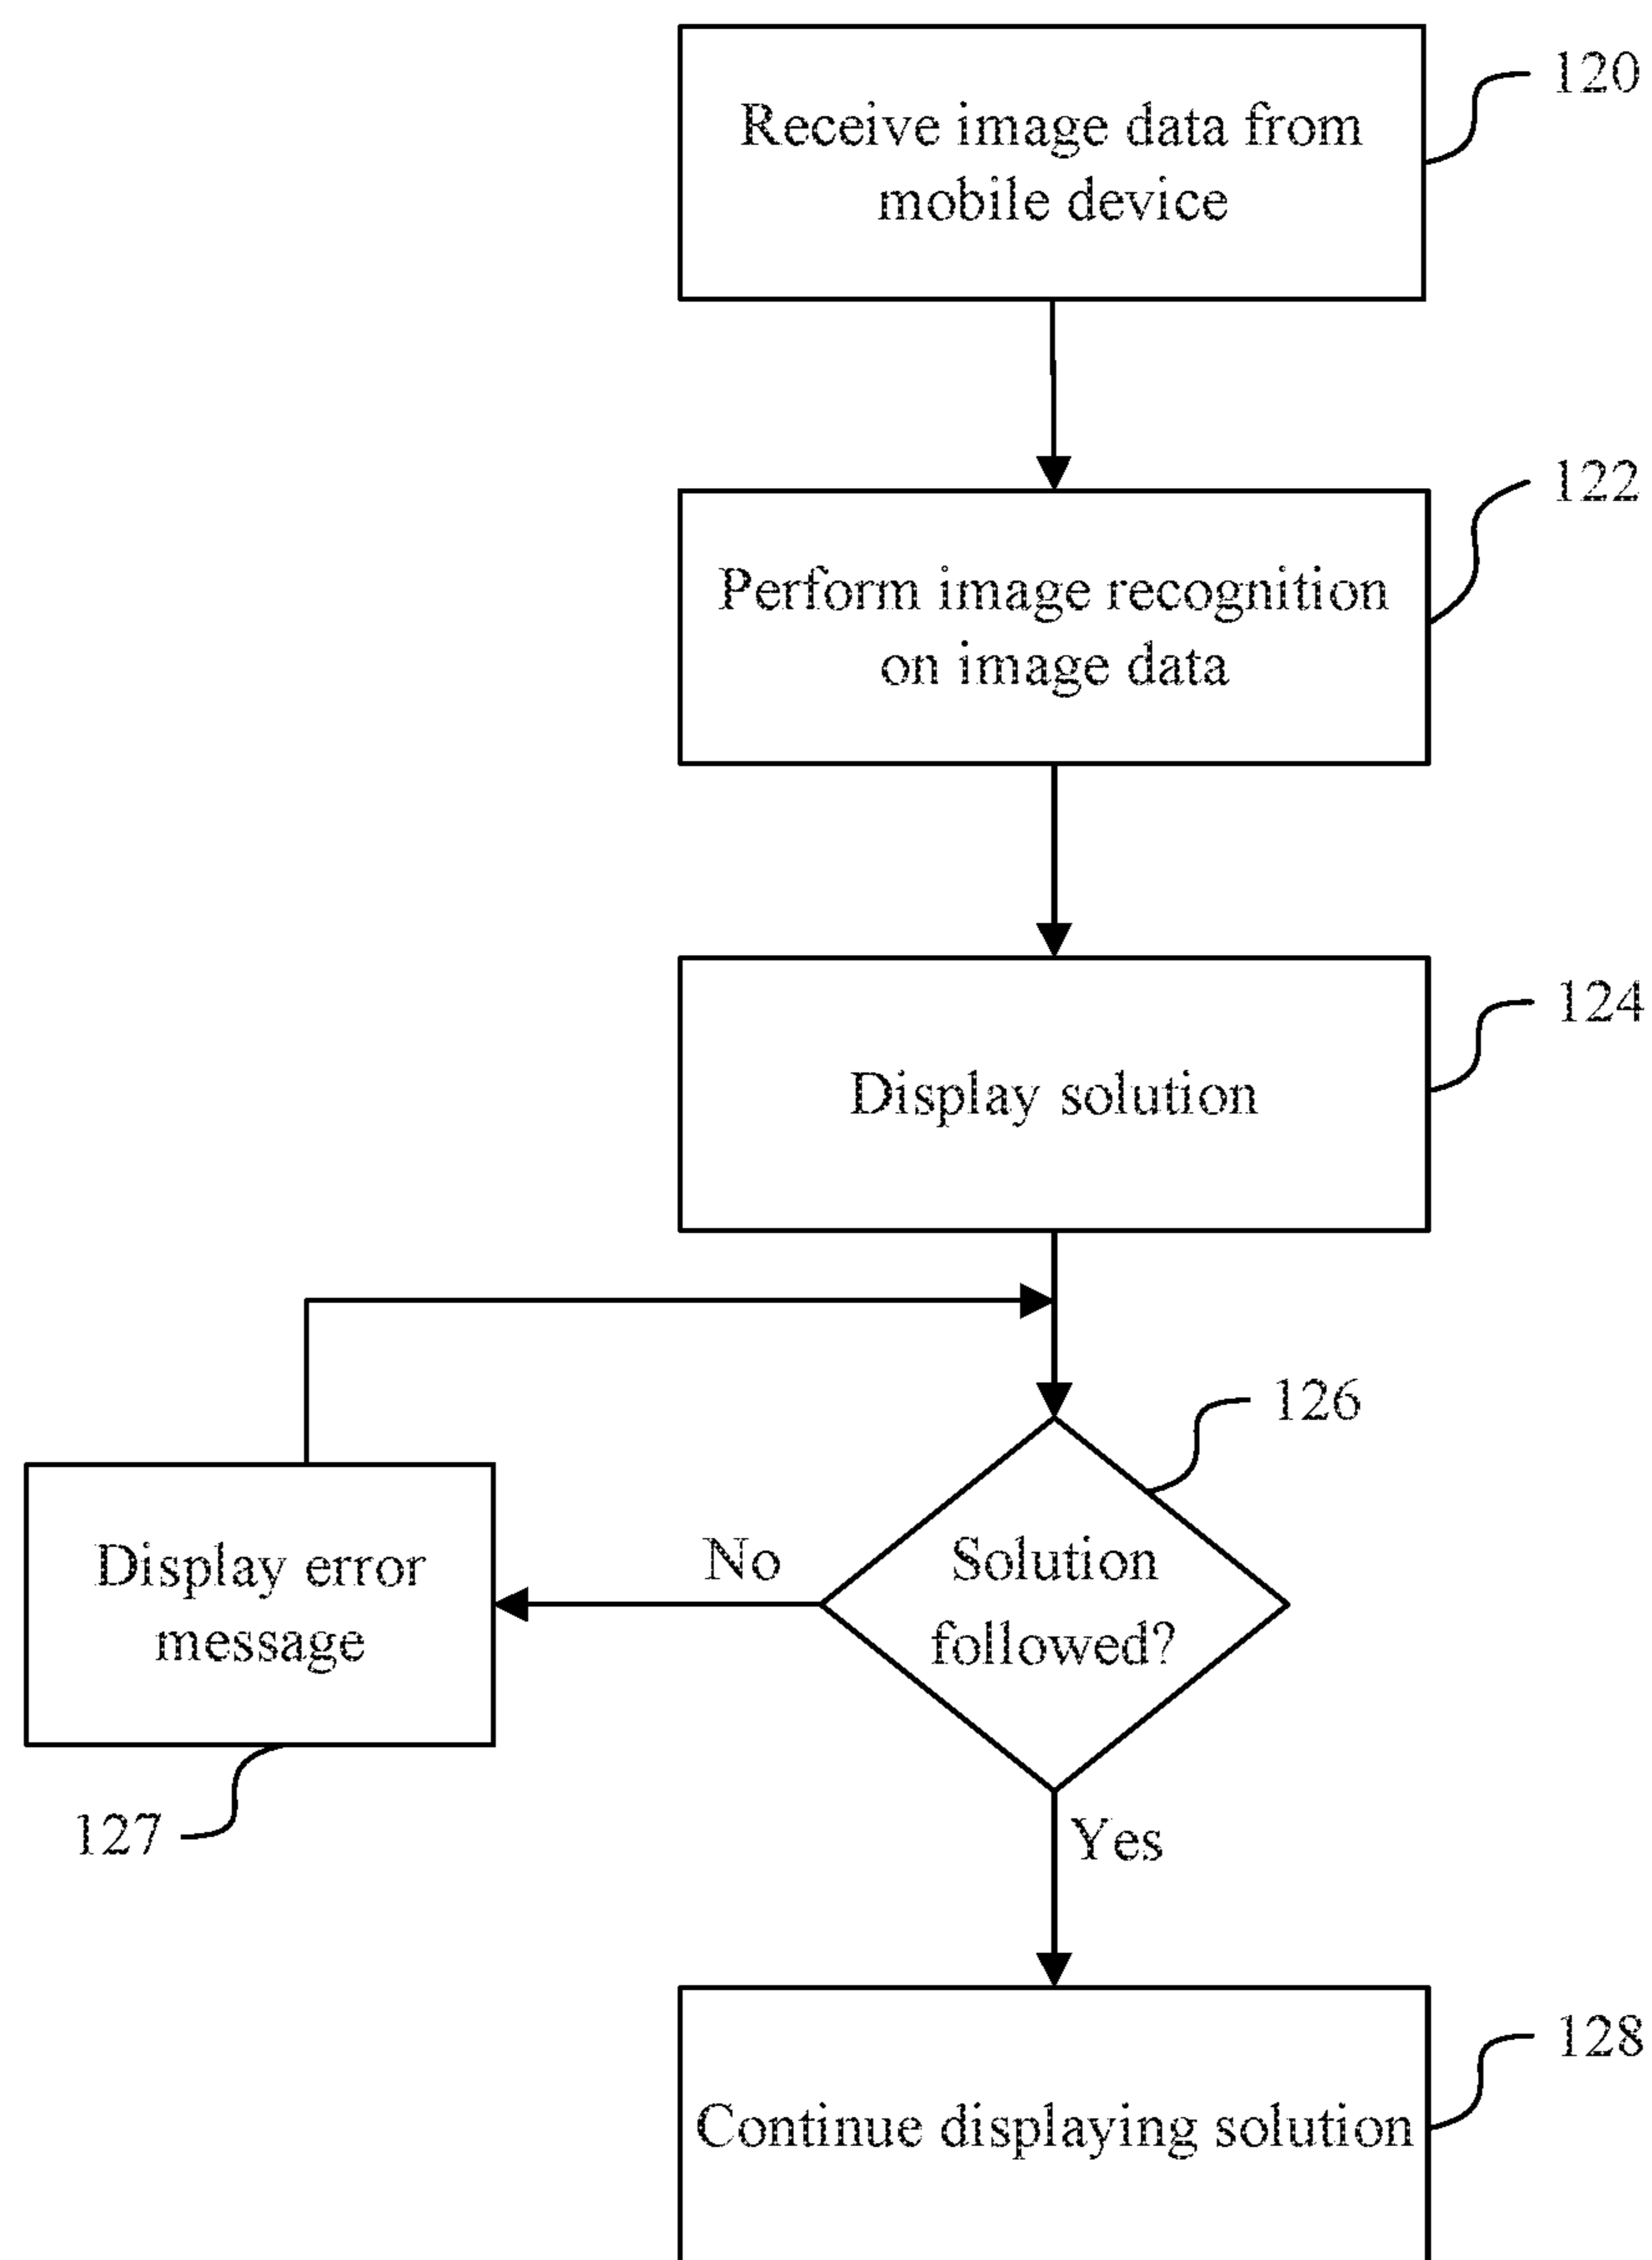 Receive image data from
mobile device
120
Perform image recognition
on image data
122
Display solution
124
126
Solution
followed?
No
Display error
message
127
Yes
Continue displaying solution
128